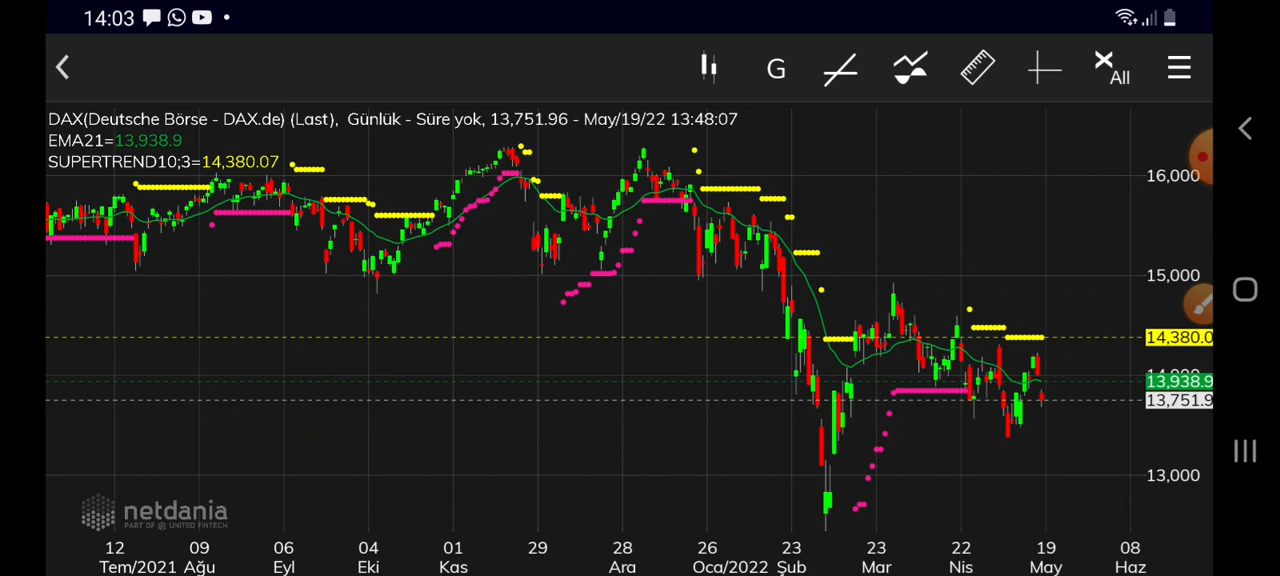 14:03
G
All
DAX(Deutsche Börse - DAX.de) (Last), Günlük - Süre yok, 13,751.96 - May/19/22 13:48:07
EMA21=13,938.9
SUPERTREND10;3=14,380.07
16,000
15,000
14,380.0
13,938.9
13,751.9
13,000
netdania
PART OF UNITED FINTECH
12 09 06 04 01 29 28 26 23 23 22 19 08
Tem/2021 Ağu Eyl Eki Kas Ara Oca/2022 Şub Mar Nis May Haz